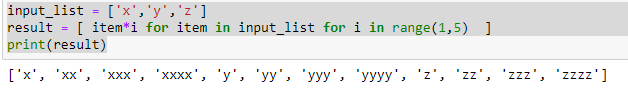 input_list = ['x','y','z']
result = [ item*i for item in input_list for i in range(1,5)  ]
print(result)
['x', 'xx', 'xxx', 'xxxx', 'y', 'yy', 'yyy', 'yyyy', 'z', 'zz', 'zzz', 'zzzz']